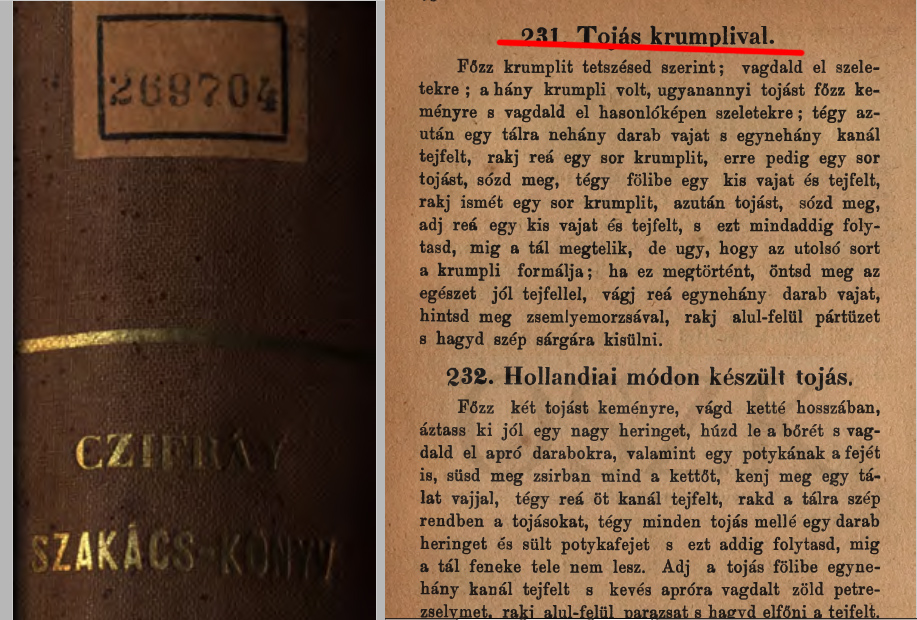 269704
CZIFRÁY
SZAKÁCS-KÖNYV
231. Tojás krumplival.
Főzz krumplit tetszésed szerint; vagdald el szele-
tekre; a hány krumpli volt, ugyanannyi tojást főzz ke-
ményre s vagdald el hasonlóképen szeletekre; tégy az-
után egy tálra nehány darab vajat s egynehány kanál
tejfelt, rakj reá egy sor krumplit, erre pedig egy sor
tojást, sózd meg, tégy fölibe egy kis vajat és tejfelt,
rakj ismét egy sor krumplit, azután tojást, sózd meg,
adj reá egy kis vajat és tejfelt, s ezt mindaddig foly-
tasd, mig a tál megtelik, de ugy, hogy az utolsó sort
a krumpli formálja; ha ez megtörtént, öntsd meg az
egészet jól tejfellel, vágj reá egynehány darab vajat,
hintsd meg zsemlyemorzsával, rakj alul-felül pártüzet
s hagyd szép sárgára kisülni.
232. Hollandiai módon készült tojás.
Főzz két tojást keményre, vágd ketté hosszában,
áztass ki jól egy nagy heringet, húzd le a bőrét s vag-
dald el apró darabokra, valamint egy potykának a fejét
is, süsd meg zsirban mind a kettőt, kenj meg egy tá-
lat vajjal, tégy reá öt kanál tejfelt, rakd a tálra szép
rendben a tojásokat, tégy minden tojás mellé egy darab
heringet és sült potykafejet s ezt addig folytasd, mig
a tál feneke tele nem lesz. Adj a tojás fölibe egyne-
hány kanál tejfelt s kevés apróra vagdalt zöld petre-
zselymet, rakj alul-felül parazsat s hagyd elfőni a tejfelt.